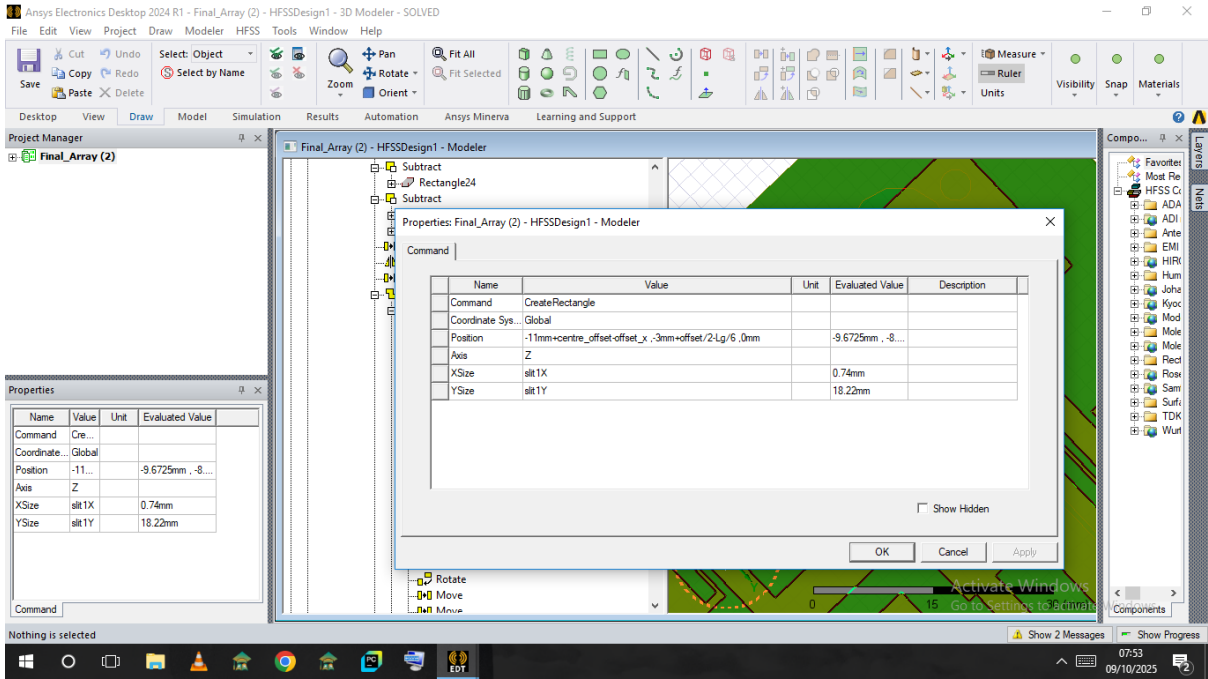 Ansys Electronics Desktop 2024 R1 - Final_Array (2) - HFSSDesign1 - 3D Modeler - SOLVED
File Edit View Project Draw Modeler HFSS Tools Window Help
Save
Cut
Copy
Paste
Undo
Redo
Delete
Select: Object
Select by Name
Zoom
Pan
Rotate
Orient
Fit All
Fit Selected
Measure
Ruler
Units
Visibility
Snap
Materials
Desktop View Draw Model Simulation Results Automation Ansys Minerva Learning and Support
Project Manager
Final_Array (2)
Final_Array (2) - HFSSDesign1 - Modeler
Subtract
Rectangle24
Subtract
Properties: Final_Array (2) - HFSSDesign1 - Modeler
Command
Name Value Unit Evaluated Value Description
Command CreateRectangle
Coordinate Sys... Global
Position -11mm+centre_offset-offset_x ,-3mm+offset/2-Lg/6 ,0mm -9.6725mm , -8....
Axis Z
XSize slit1X 0.74mm
YSize slit1Y 18.22mm
Show Hidden
OK Cancel Apply
Rotate
Move
Move
Properties
Name Value Unit Evaluated Value
Command Cre...
Coordinate... Global
Position -11... -9.6725mm , -8....
Axis Z
XSize slit1X 0.74mm
YSize slit1Y 18.22mm
Command
Compo...
Favorites
Most Re
HFSS Co
ADA
ADI
Ante
EMI
HIRO
Hum
Joha
Kyoc
Mod
Mole
Mole
Rect
Rose
Sam
Surfa
TDK
Wurt
Components
Layers
Nets
0 15 30 (mm)
Activate Windows
Go to Settings to activate Windows.
Nothing is selected
Show 2 Messages
Show Progress
PC
EDT
07:53
09/10/2025
2